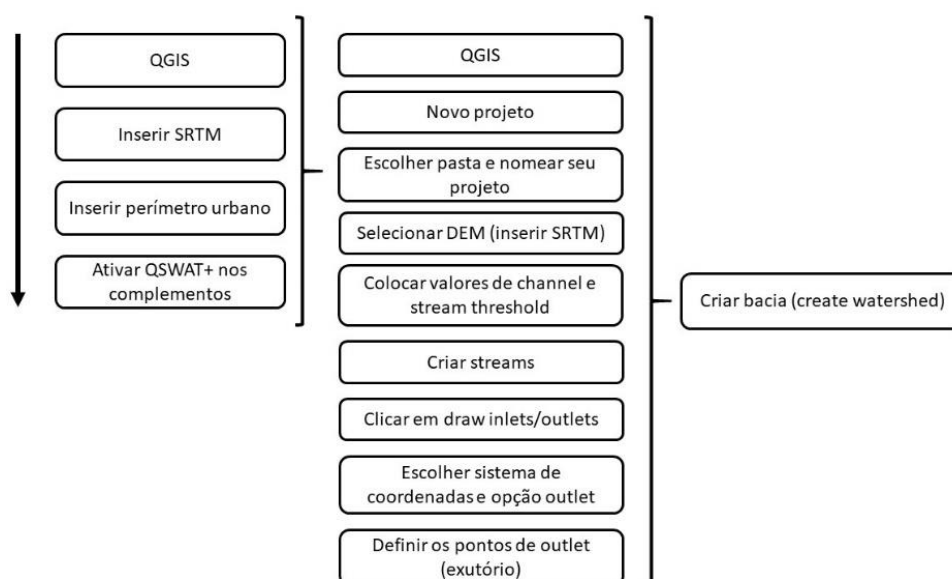 QGIS
Inserir SRTM
Inserir perímetro urbano
Ativar QSWAT+ nos
complementos
QGIS
Novo projeto
Escolher pasta e nomear seu
projeto
Selecionar DEM (inserir SRTM)
Colocar valores de channel e
stream threshold
Criar streams
Clicar em draw inlets/outlets
Escolher sistema de
coordenadas e opção outlet
Definir os pontos de outlet
(exutório)
Criar bacia (create watershed)